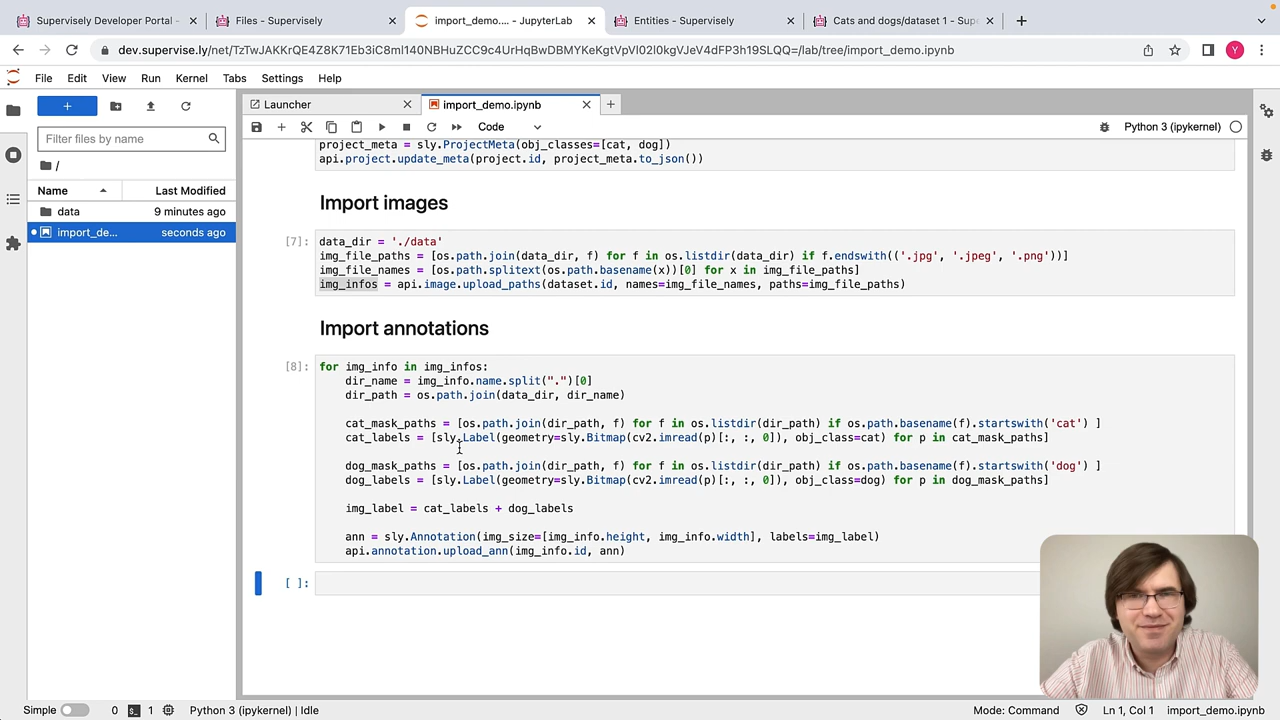 Supervisely Developer Portal -
Files - Supervisely
import_demo.... - JupyterLab
Entities - Supervisely
Cats and dogs/dataset 1 - Supe
dev.supervise.ly/net/TzTwJAKKrQE4Z8K71Eb3iC8ml140NBHuZCC9c4UrHqBwDBMYKeKgtVpVl02l0kgVJeV4dFP3h19SLQQ=/lab/tree/import_demo.ipynb
Y
File Edit View Run Kernel Tabs Settings Help
Launcher
import_demo.ipynb
Filter files by name
/
Name Last Modified
data 9 minutes ago
import_de... seconds ago
Code
Python 3 (ipykernel)
project_meta = sly.ProjectMeta(obj_classes=[cat, dog])
api.project.update_meta(project.id, project_meta.to_json())
Import images
[7]:
data_dir = './data'
img_file_paths = [os.path.join(data_dir, f) for f in os.listdir(data_dir) if f.endswith(('.jpg', '.jpeg', '.png'))]
img_file_names = [os.path.splitext(os.path.basename(x))[0] for x in img_file_paths]
img_infos = api.image.upload_paths(dataset.id, names=img_file_names, paths=img_file_paths)
Import annotations
[8]:
for img_info in img_infos:
dir_name = img_info.name.split(".")[0]
dir_path = os.path.join(data_dir, dir_name)
cat_mask_paths = [os.path.join(dir_path, f) for f in os.listdir(dir_path) if os.path.basename(f).startswith('cat') ]
cat_labels = [sly.Label(geometry=sly.Bitmap(cv2.imread(p)[:, :, 0]), obj_class=cat) for p in cat_mask_paths]
dog_mask_paths = [os.path.join(dir_path, f) for f in os.listdir(dir_path) if os.path.basename(f).startswith('dog') ]
dog_labels = [sly.Label(geometry=sly.Bitmap(cv2.imread(p)[:, :, 0]), obj_class=dog) for p in dog_mask_paths]
img_label = cat_labels + dog_labels
ann = sly.Annotation(img_size=[img_info.height, img_info.width], labels=img_label)
api.annotation.upload_ann(img_info.id, ann)
[ ]:
Simple 0 1 Python 3 (ipykernel) | Idle
Mode: Command Ln 1, Col 1 import_demo.ipynb